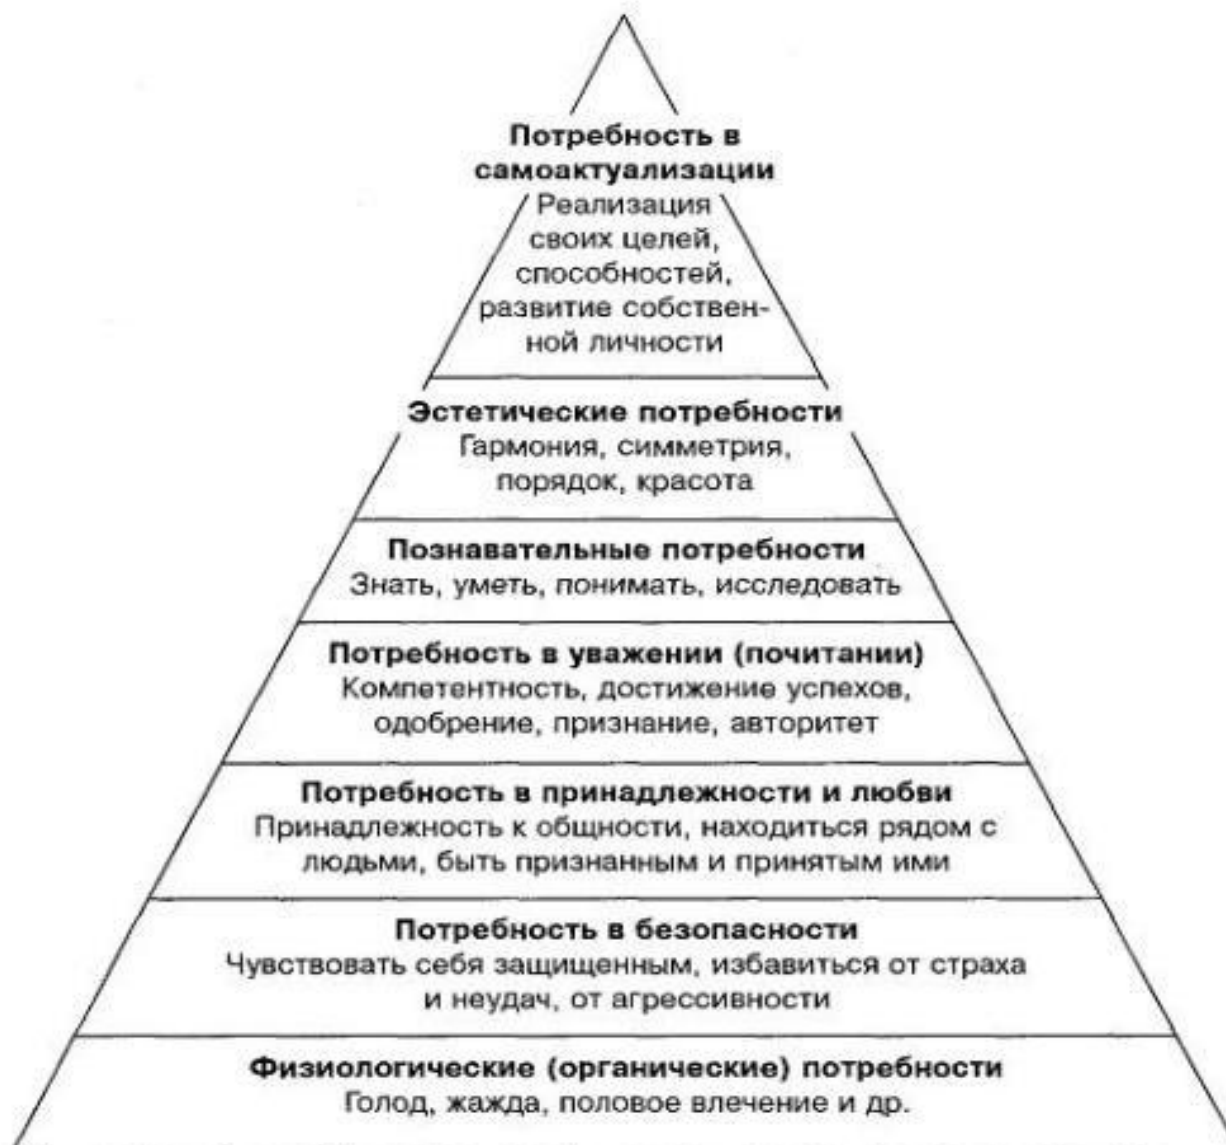 Потребность в
самоактуализации
Реализация
своих целей,
способностей,
развитие собствен-
ной личности
Эстетические потребности
Гармония, симметрия,
порядок, красота
Познавательные потребности
Знать, уметь, понимать, исследовать
Потребность в уважении (почитании)
Компетентность, достижение успехов,
одобрение, признание, авторитет
Потребность в принадлежности и любви
Принадлежность к общности, находиться рядом с
людьми, быть признанным и принятым ими
Потребность в безопасности
Чувствовать себя защищенным, избавиться от страха
и неудач, от агрессивности
Физиологические (органические) потребности
Голод, жажда, половое влечение и др.